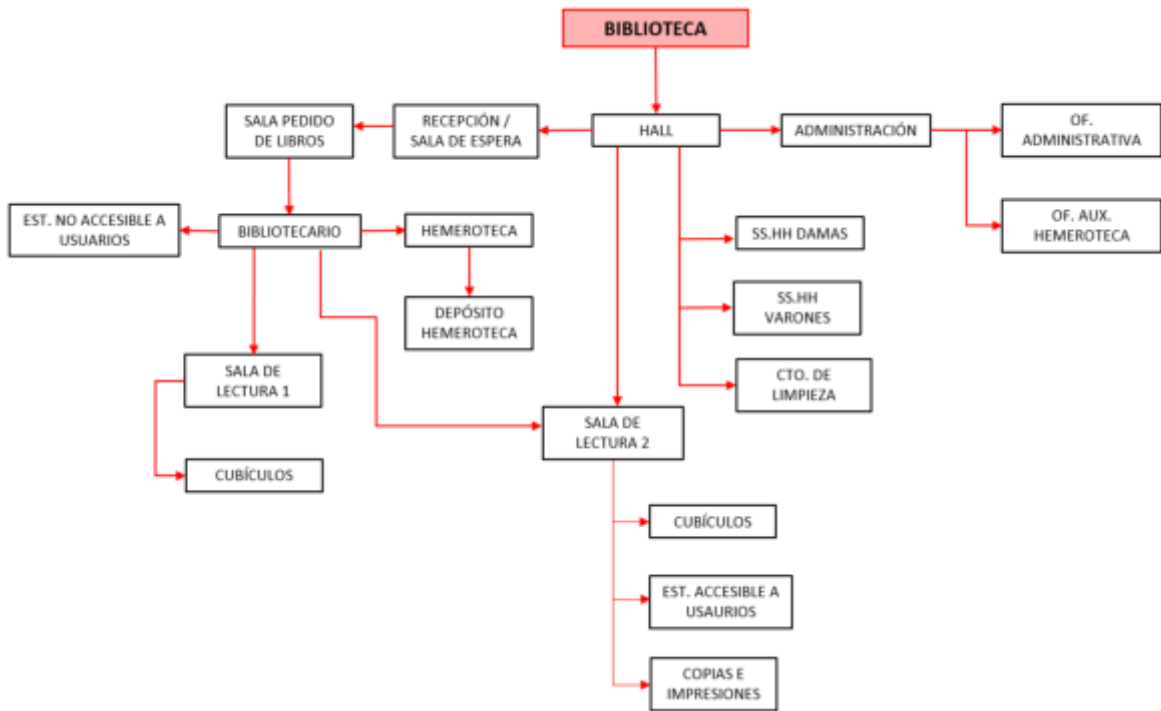 BIBLIOTECA
SALA PEDIDO
DE LIBROS
RECEPCIÓN /
SALA DE ESPERA
HALL
ADMINISTRACIÓN
OF.
ADMINISTRATIVA
EST. NO ACCESIBLE A
USUARIOS
BIBLIOTECARIO
HEMEROTECA
OF. AUX.
HEMEROTECA
SS.HH DAMAS
DEPÓSITO
HEMEROTECA
SS.HH
VARONES
SALA DE
LECTURA 1
CTO. DE
LIMPIEZA
SALA DE
LECTURA 2
CUBÍCULOS
CUBÍCULOS
EST. ACCESIBLE A
USAURIOS
COPIAS E
IMPRESIONES